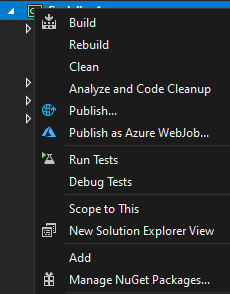 Build
Rebuild
Clean
Analyze and Code Cleanup
Publish...
Publish as Azure WebJob...
Run Tests
Debug Tests
Scope to This
New Solution Explorer View
Add
Manage NuGet Packages...